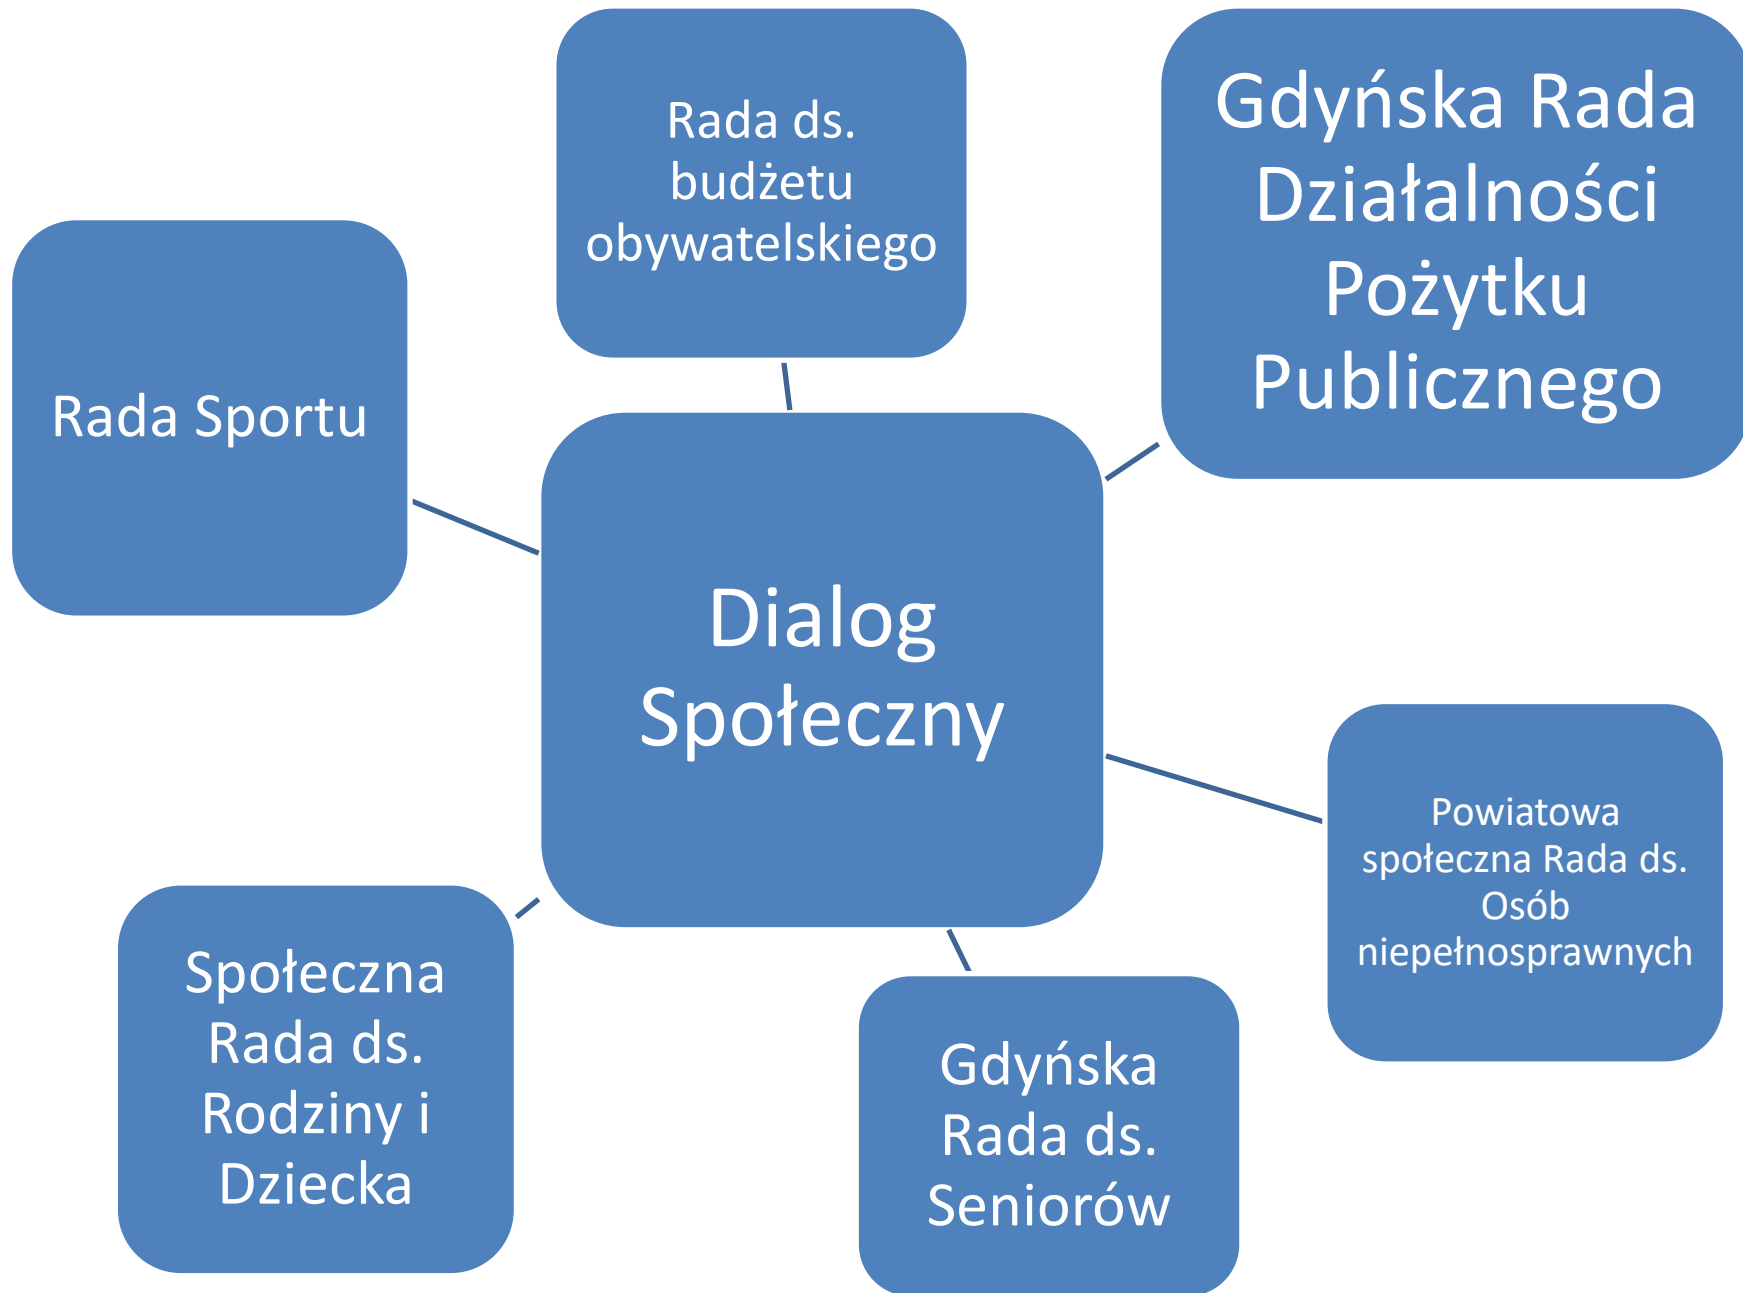 Rada ds.
budżetu
obywatelskiego
Gdyńska Rada
Działalności
Pożytku
Publicznego
Rada Sportu
Dialog
Społeczny
Powiatowa
społeczna Rada ds.
Osób
niepełnosprawnych
Społeczna
Rada ds.
Rodziny i
Dziecka
Gdyńska
Rada ds.
Seniorów